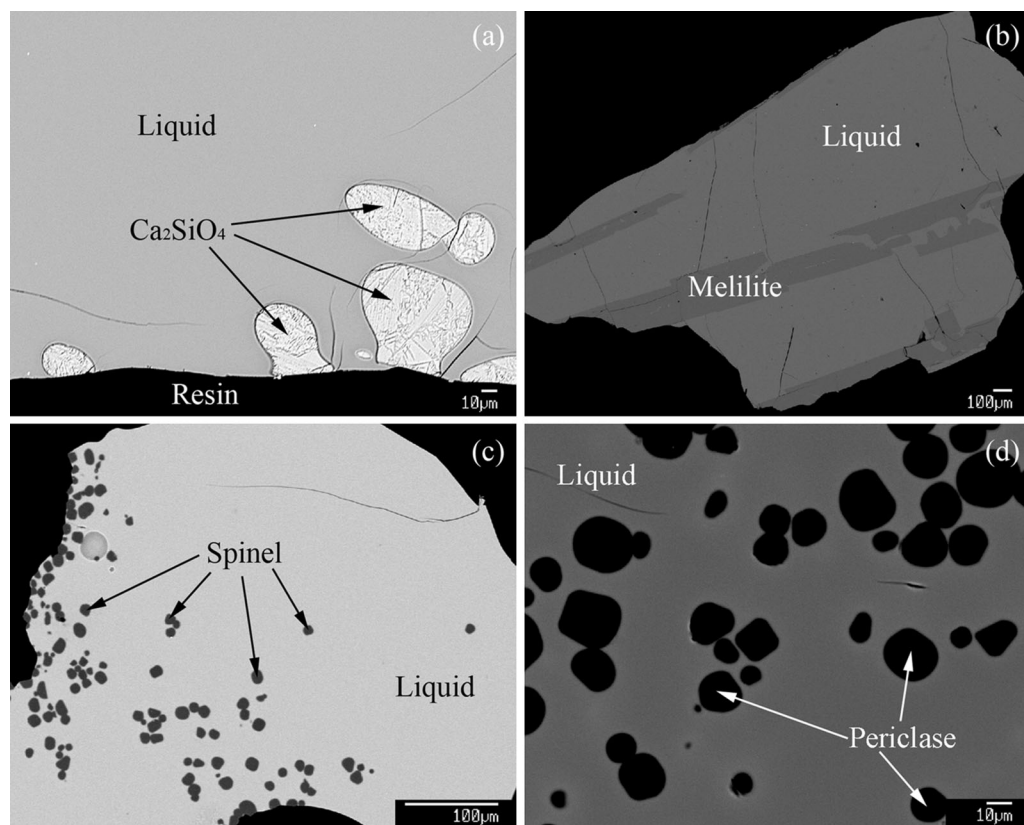 (a)
Liquid
Ca₂SiO₄
Resin
10μm
(b)
Liquid
Melilite
100μm
(c)
Spinel
Liquid
100μm
(d)
Liquid
Periclase
10μm